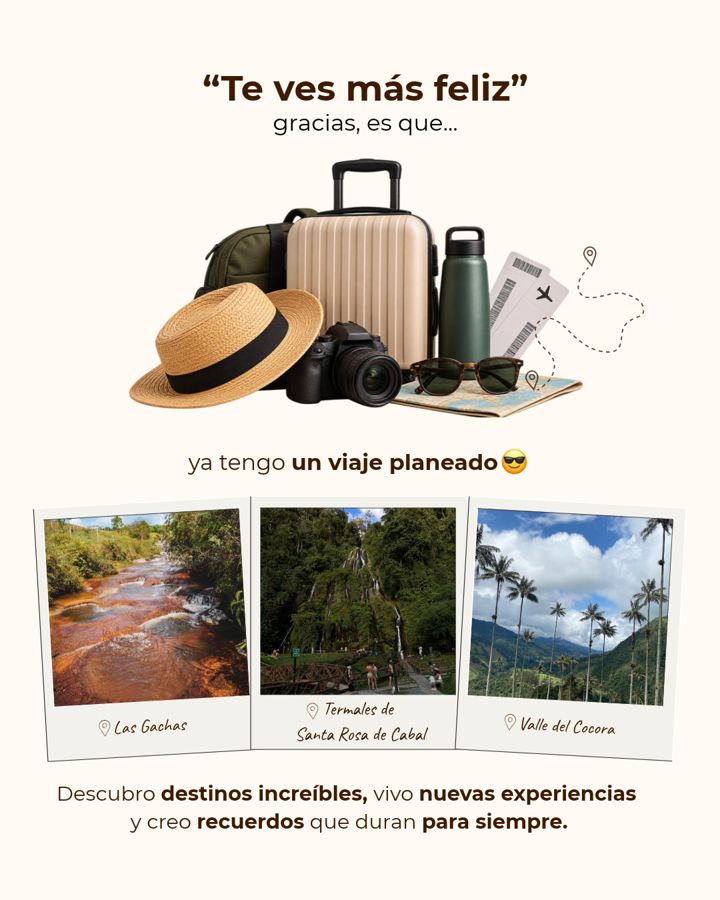 “Te ves más feliz”
gracias, es que...
ya tengo un viaje planeado😎
Las Gachas
Termales de
Santa Rosa de Cabal
Valle del Cocora
Descubro destinos increíbles, vivo nuevas experiencias
y creo recuerdos que duran para siempre.